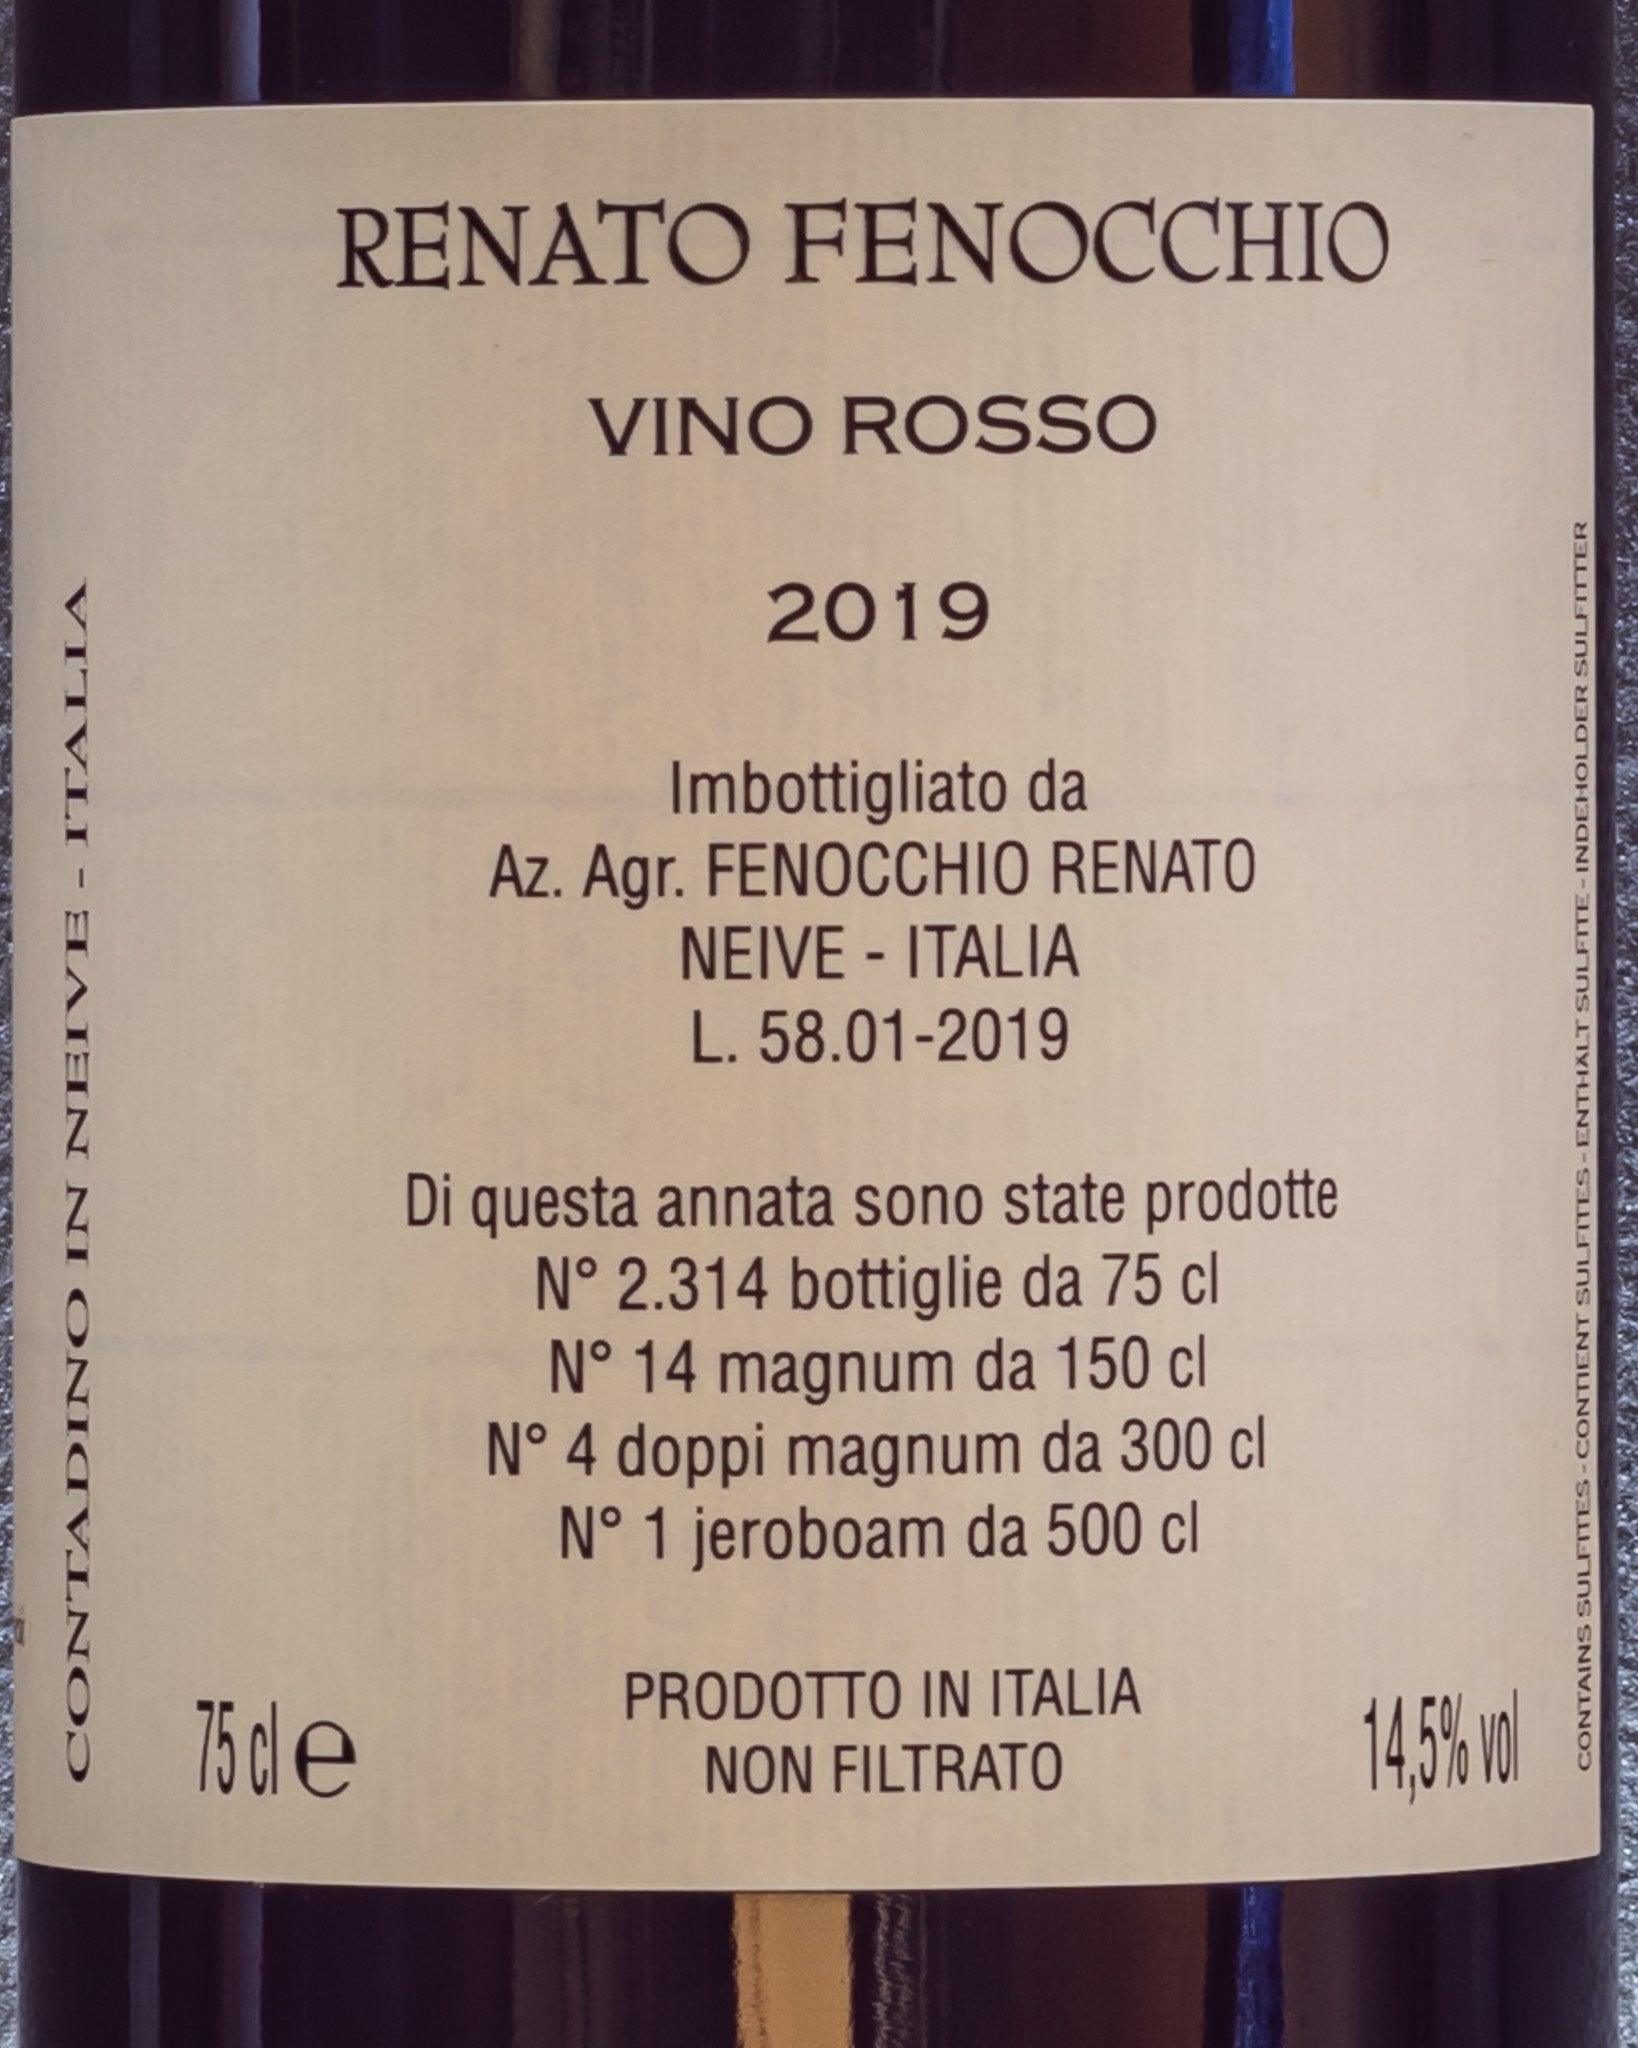 RENATO FENOCCHIO
VINO ROSSO
2019
Imbottigliato da
Az. Agr. FENOCCHIO RENATO
NEIVE - ITALIA
L. 58.01-2019
Di questa annata sono state prodotte
N° 2.314 bottiglie da 75 cl
N° 14 magnum da 150 cl
N° 4 doppi magnum da 300 cl
N° 1 jeroboam da 500 cl
PRODOTTO IN ITALIA
NON FILTRATO
75 cl e
14,5% vol
CONTADINO IN NEIVE - ITALIA
CONTAINS SULFITES - CONTIENT SULFITES - ENTHÄLT SULFITE - INDEHOLDER SULFITTER